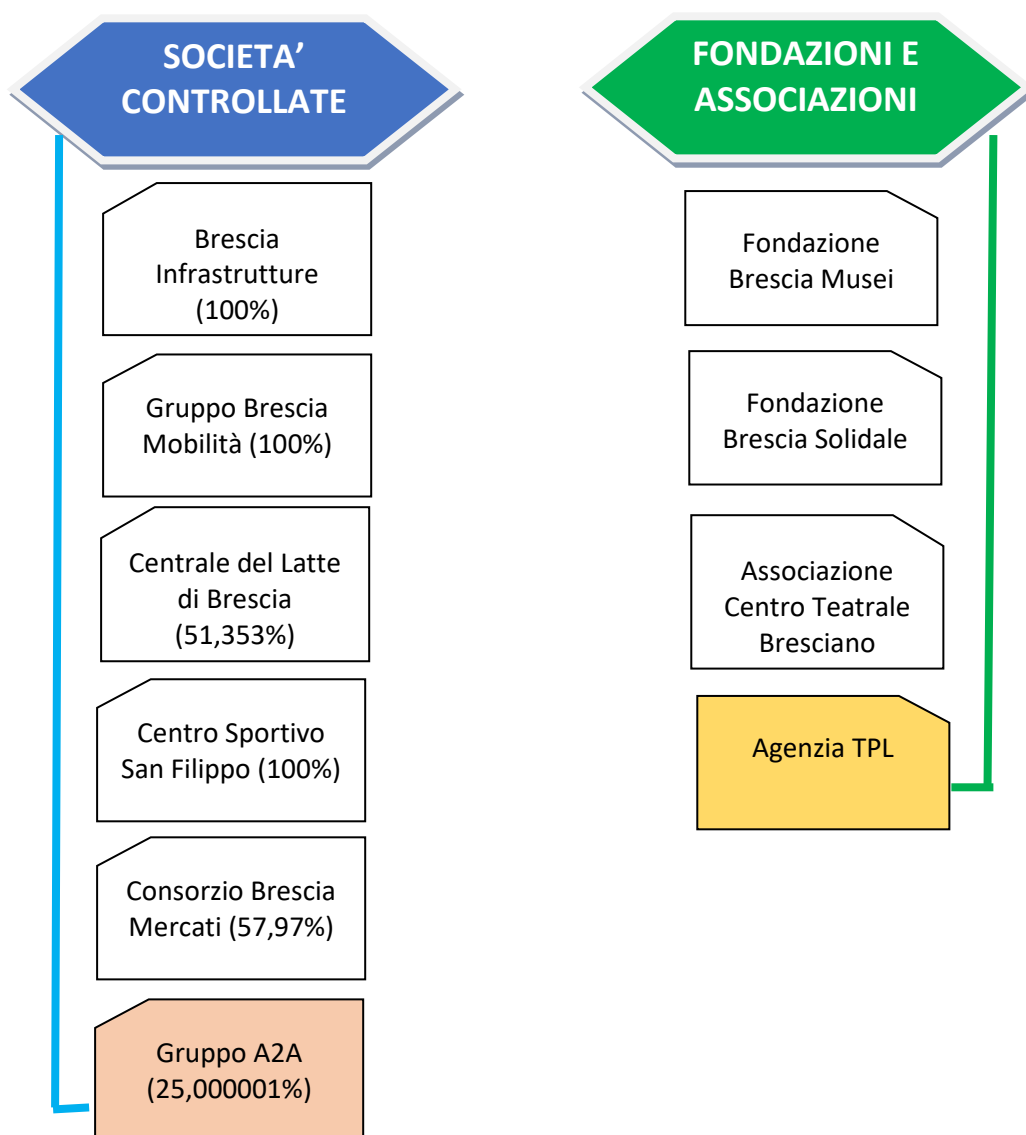 SOCIETA’
CONTROLLATE
Brescia
Infrastrutture
(100%)
Gruppo Brescia
Mobilità (100%)
Centrale del Latte
di Brescia
(51,353%)
Centro Sportivo
San Filippo (100%)
Consorzio Brescia
Mercati (57,97%)
Gruppo A2A
(25,000001%)
FONDAZIONI E
ASSOCIAZIONI
Fondazione
Brescia Musei
Fondazione
Brescia Solidale
Associazione
Centro Teatrale
Bresciano
Agenzia TPL